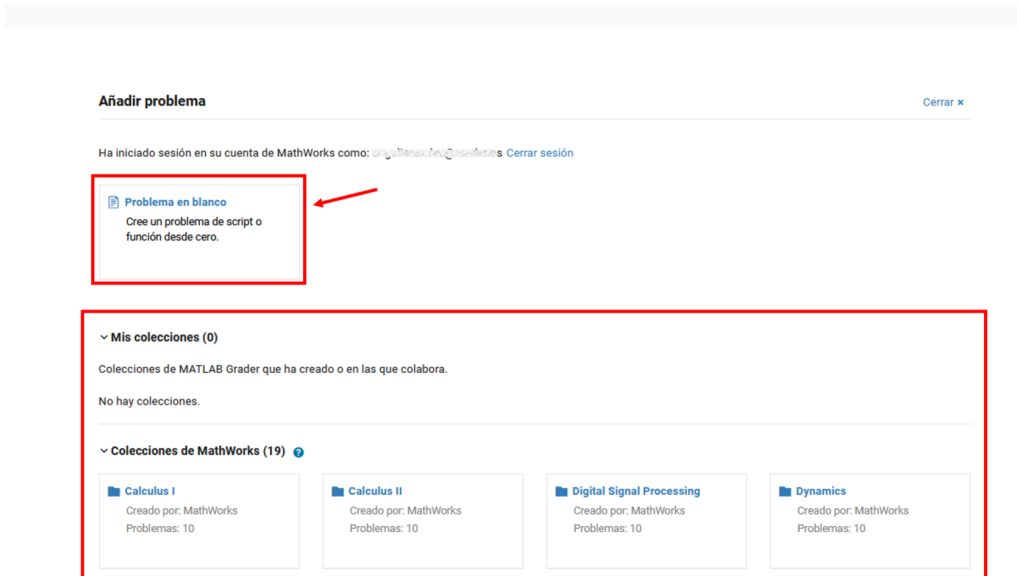 Añadir problema
Cerrar ×
Ha iniciado sesión en su cuenta de MathWorks como: Cerrar sesión
Problema en blanco
Cree un problema de script o
función desde cero.
Mis colecciones (0)
Colecciones de MATLAB Grader que ha creado o en las que colabora.
No hay colecciones.
Colecciones de MathWorks (19) ?
Calculus I
Creado por: MathWorks
Problemas: 10
Calculus II
Creado por: MathWorks
Problemas: 10
Digital Signal Processing
Creado por: MathWorks
Problemas: 10
Dynamics
Creado por: MathWorks
Problemas: 10